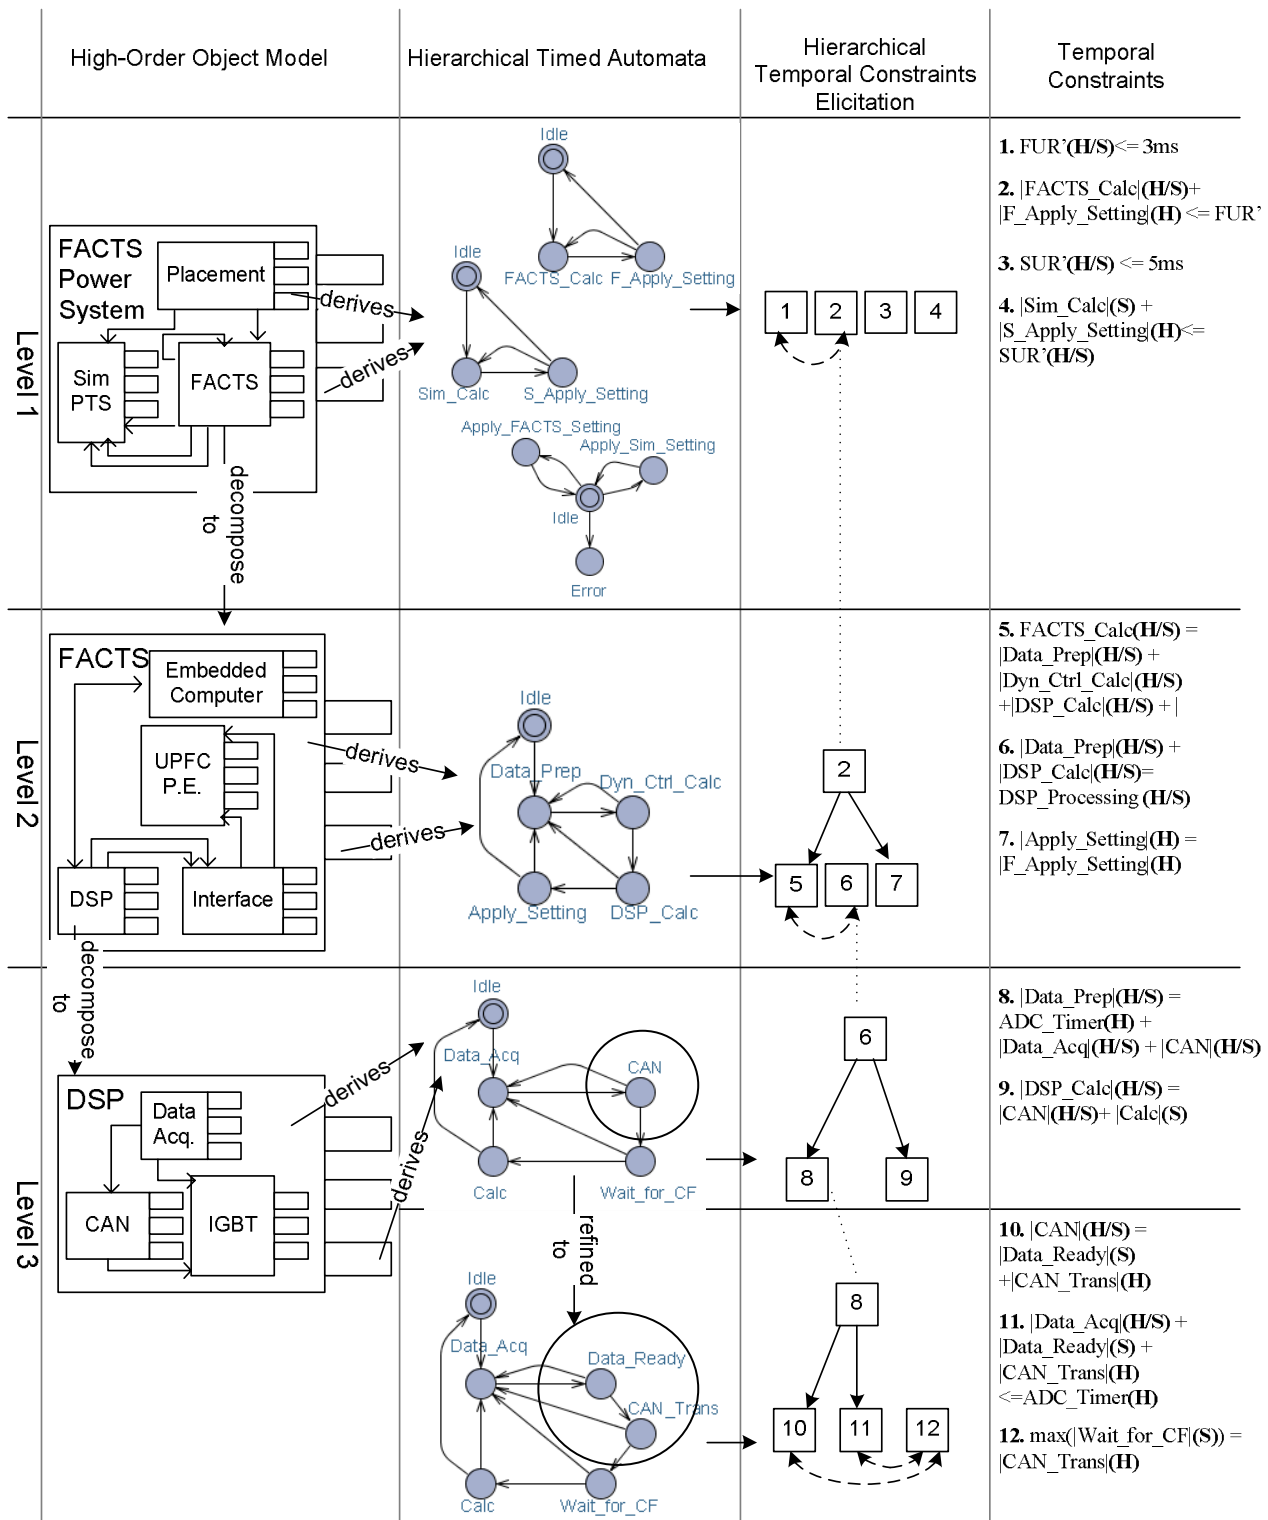 High-Order Object Model
Hierarchical Timed Automata
Hierarchical
Temporal Constraints
Elicitation
Temporal
Constraints
Level 1
FACTS
Power
System
Placement
Sim
PTS
FACTS
derives
derives
decompose
to
Idle
FACTS_Calc
F_Apply_Setting
Idle
Sim_Calc
S_Apply_Setting
Apply_FACTS_Setting
Apply_Sim_Setting
Idle
Error
1
2
3
4
1. FUR'(H/S)<= 3ms
2. |FACTS_Calc|(H/S)+
|F_Apply_Setting|(H) <= FUR'
3. SUR'(H/S) <= 5ms
4. |Sim_Calc|(S) +
|S_Apply_Setting|(H)<=
SUR'(H/S)
Level 2
FACTS
Embedded
Computer
UPFC
P.E.
DSP
Interface
derives
derives
decompose
to
Idle
Data_Prep
Dyn_Ctrl_Calc
Apply_Setting
DSP_Calc
2
5
6
7
5. FACTS_Calc(H/S) =
|Data_Prep|(H/S) +
|Dyn_Ctrl_Calc|(H/S)
+|DSP_Calc|(H/S) + |
6. |Data_Prep|(H/S) +
|DSP_Calc|(H/S)=
DSP_Processing (H/S)
7. |Apply_Setting|(H) =
|F_Apply_Setting|(H)
Level 3
DSP
Data
Acq.
CAN
IGBT
derives
derives
Idle
Data_Acq
CAN
Calc
Wait_for_CF
refined
to
6
8
9
8. |Data_Prep|(H/S) =
ADC_Timer(H) +
|Data_Acq|(H/S) + |CAN|(H/S)
9. |DSP_Calc|(H/S) =
|CAN|(H/S)+ |Calc|(S)
Idle
Data_Acq
Data_Ready
CAN_Trans
Calc
Wait_for_CF
8
10
11
12
10. |CAN|(H/S) =
|Data_Ready|(S)
+|CAN_Trans|(H)
11. |Data_Acq|(H/S) +
|Data_Ready|(S) +
|CAN_Trans|(H)
<=ADC_Timer(H)
12. max(|Wait_for_CF|(S)) =
|CAN_Trans|(H)